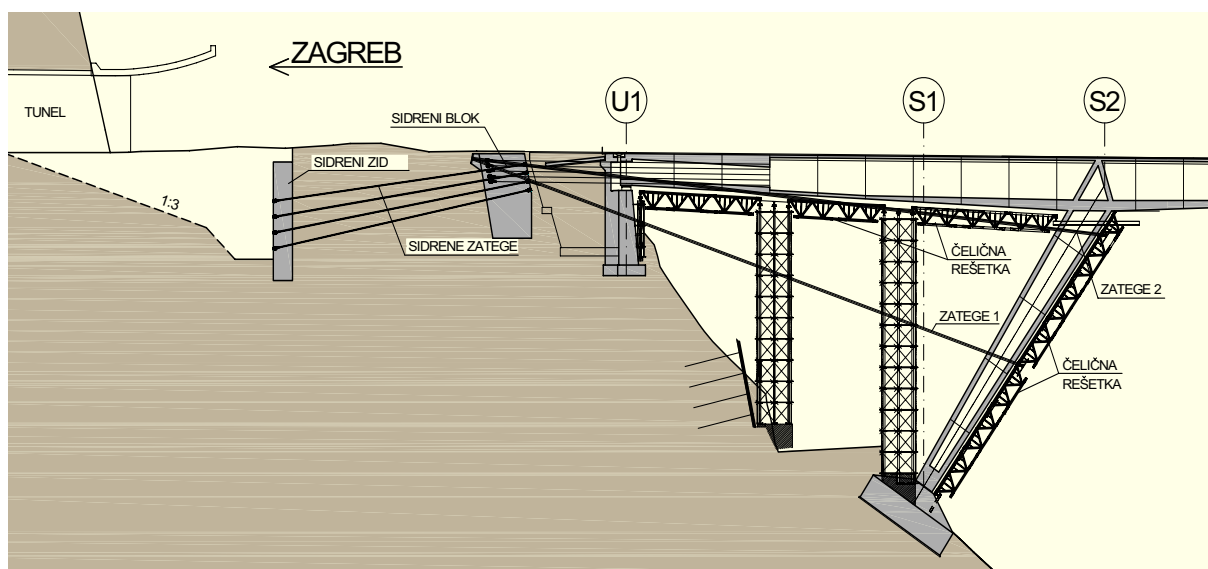 ZAGREB
U1
S1
S2
TUNEL
SIDRENI BLOK
SIDRENI ZID
1:3
SIDRENE ZATEGE
ČELIČNA
REŠETKA
ZATEGE 2
ZATEGE 1
ČELIČNA
REŠETKA